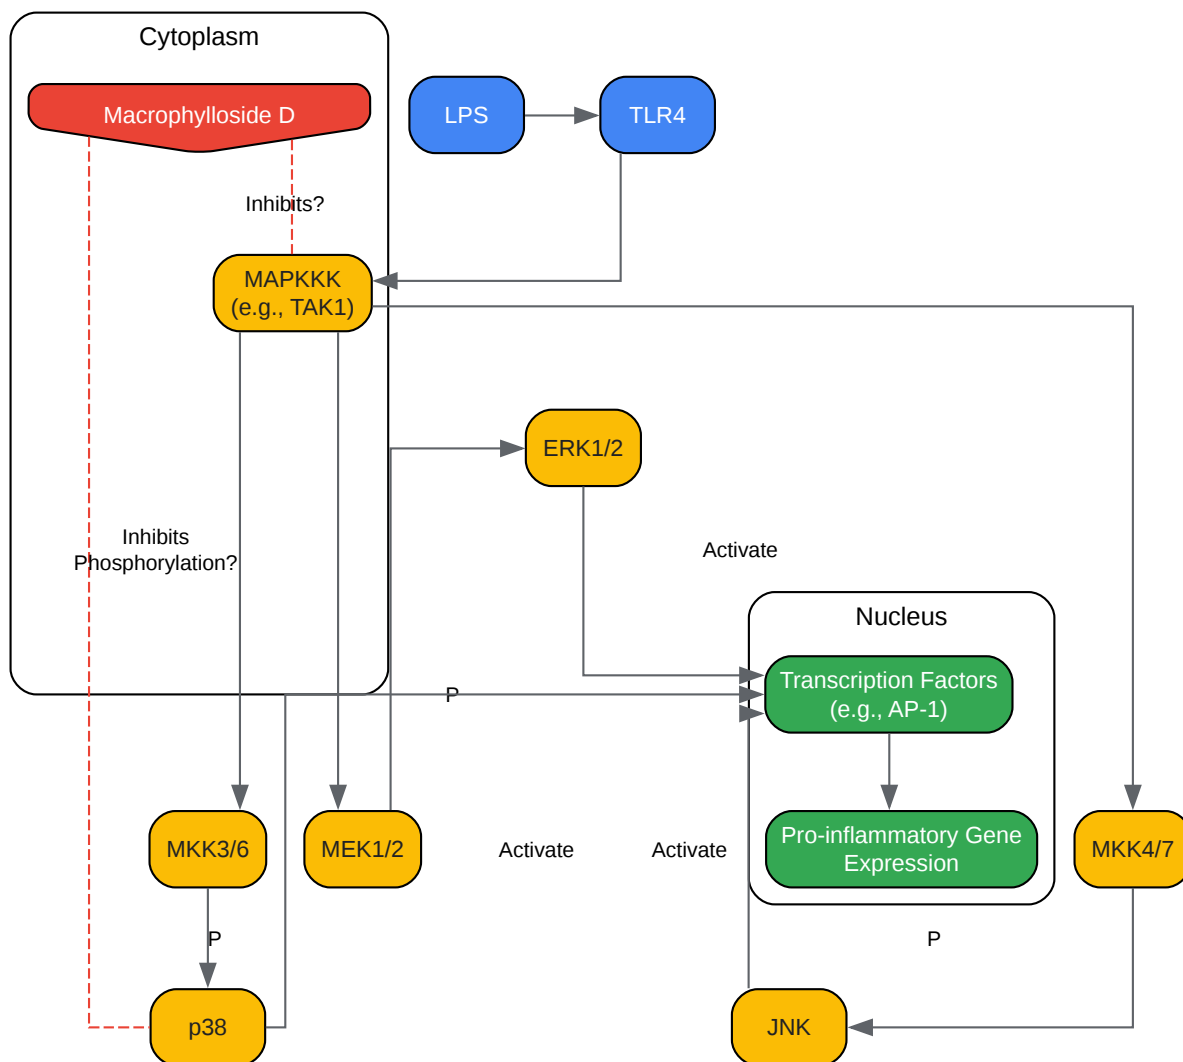 Cytoplasm
Macrophylloside D
LPS
TLR4
Inhibits?
MAPKKK
(e.g., TAK1)
ERK1/2
Inhibits
Phosphorylation?
Activate
Nucleus
Transcription Factors
(e.g., AP-1)
P
MKK3/6
MEK1/2
Activate
Activate
Pro-inflammatory Gene
Expression
MKK4/7
P
P
p38
JNK